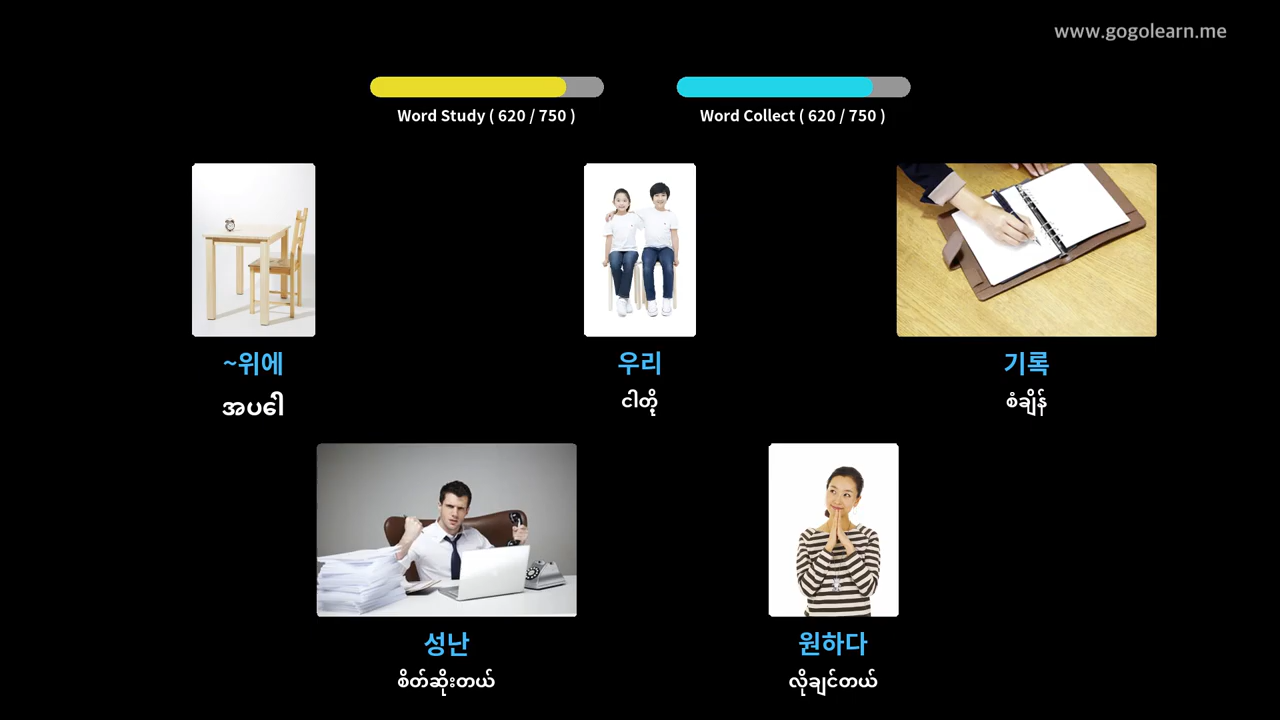 www.gogolearn.me
Word Study ( 620 / 750 )
Word Collect ( 620 / 750 )
~위에
အပေါ်
우리
ငါတို့
기록
စံချိန်
성난
စိတ်ဆိုးတယ်
원하다
လိုချင်တယ်